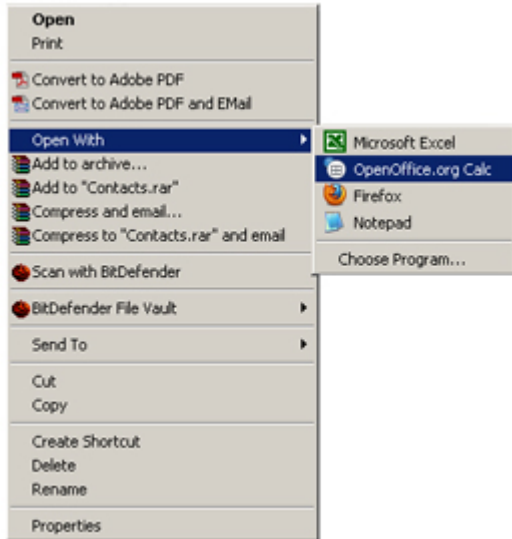 Open
Print
Convert to Adobe PDF
Convert to Adobe PDF and EMail
Open With
Add to archive...
Add to "Contacts.rar"
Compress and email...
Compress to "Contacts.rar" and email
Scan with BitDefender
BitDefender File Vault
Send To
Cut
Copy
Create Shortcut
Delete
Rename
Properties
Microsoft Excel
OpenOffice.org Calc
Firefox
Notepad
Choose Program...